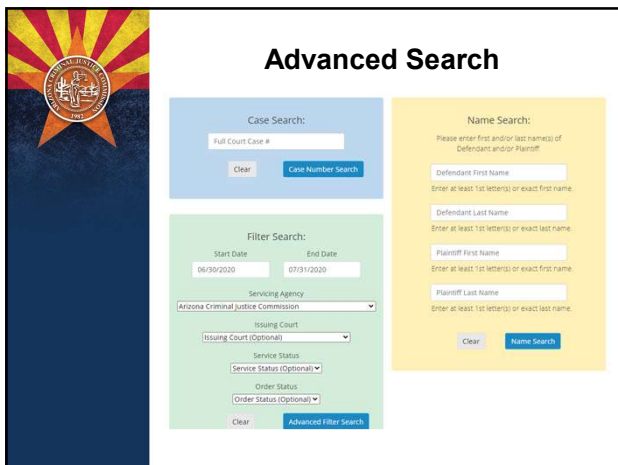 Advanced Search
ARIZONA CRIMINAL JUSTICE COMMISSION
1982
Case Search:
Full Court Case #
Clear
Case Number Search
Filter Search:
Start Date
End Date
06/30/2020
07/31/2020
Servicing Agency
Arizona Criminal Justice Commission
Issuing Court
Issuing Court (Optional)
Service Status
Service Status (Optional)
Order Status
Order Status (Optional)
Clear
Advanced Filter Search
Name Search:
Please enter first and/or last name(s) of
Defendant and/or Plaintiff.
Defendant First Name
Enter at least 1st letter(s) or exact first name.
Defendant Last Name
Enter at least 1st letter(s) or exact last name.
Plaintiff First Name
Enter at least 1st letter(s) or exact first name.
Plaintiff Last Name
Enter at least 1st letter(s) or exact last name.
Clear
Name Search